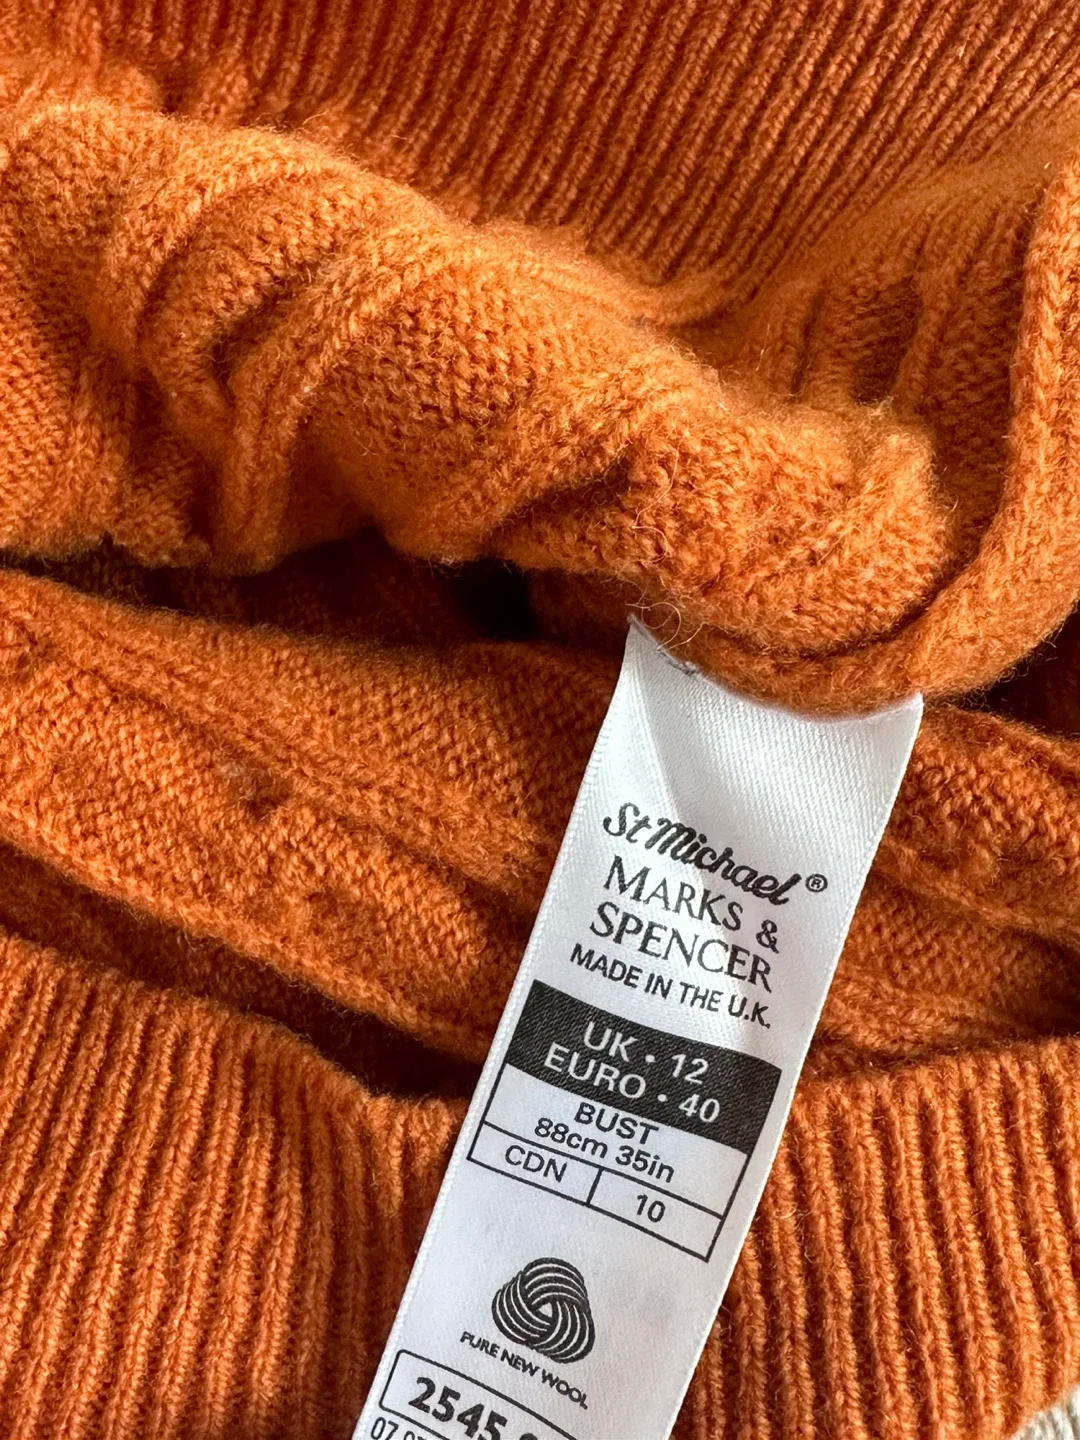 St Michael®
MARKS &
SPENCER
MADE IN THE U.K.
UK • 12
EURO • 40
BUST
88cm 35in
CDN 10
PURE NEW WOOL
2545